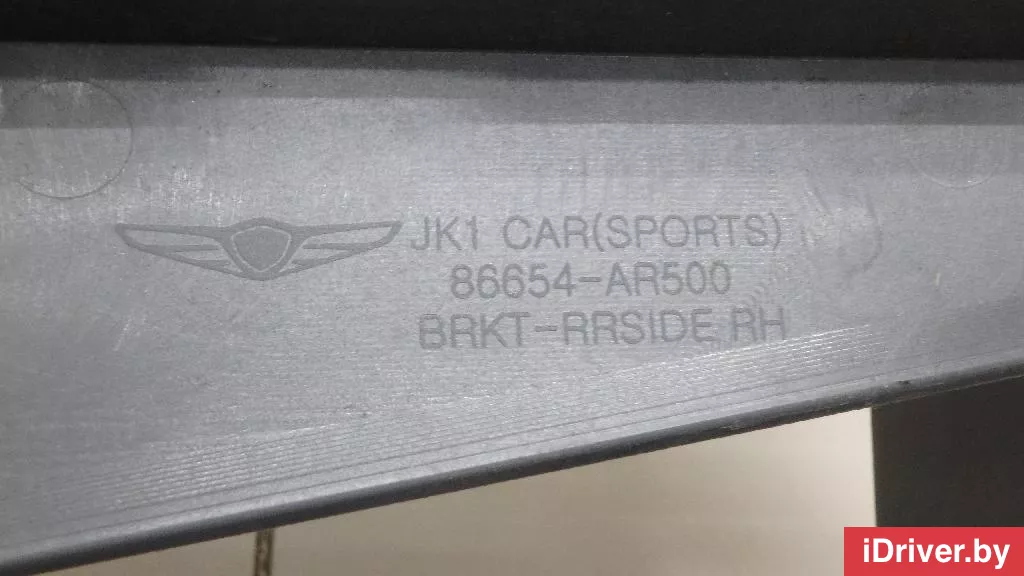 JK1 CAR(SPORTS)
86654-AR500
BRKT-RRSIDE RH
iDriver.by